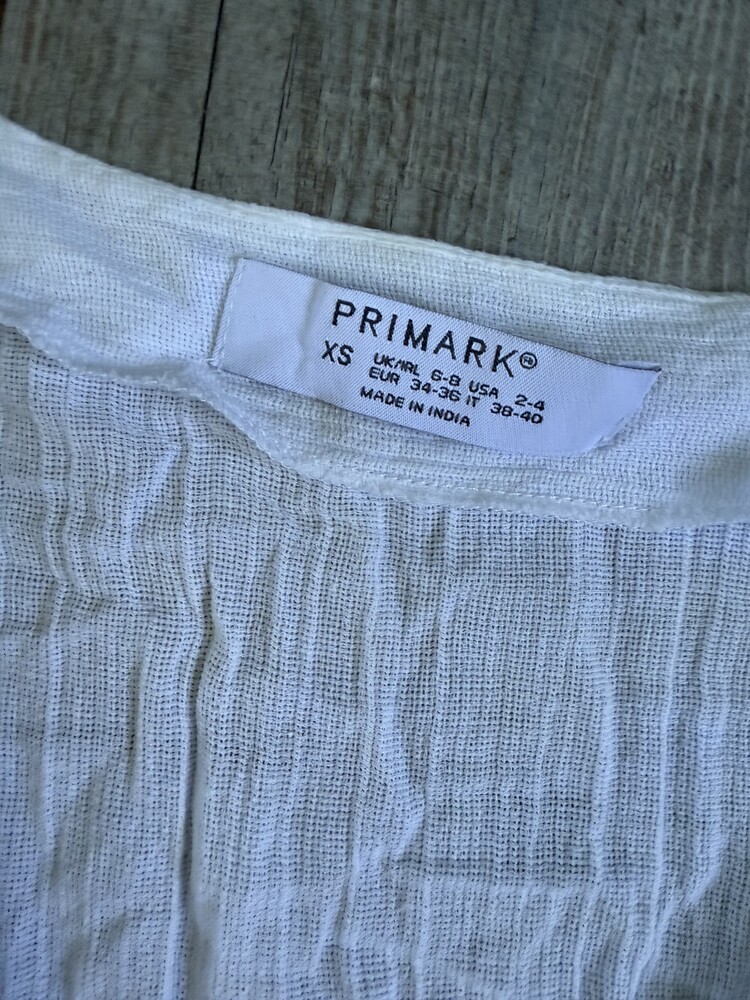 PRIMARK®
XS UK/IRL 6-8 USA 2-4
EUR 34-36 IT 38-40
MADE IN INDIA